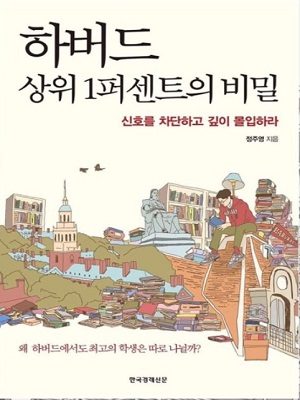 하버드
상위 1퍼센트의 비밀
신호를 차단하고 깊이 몰입하라
정주영 지음
왜 하버드에서도 최고의 학생은 따로 나뉠까?
한국경제신문